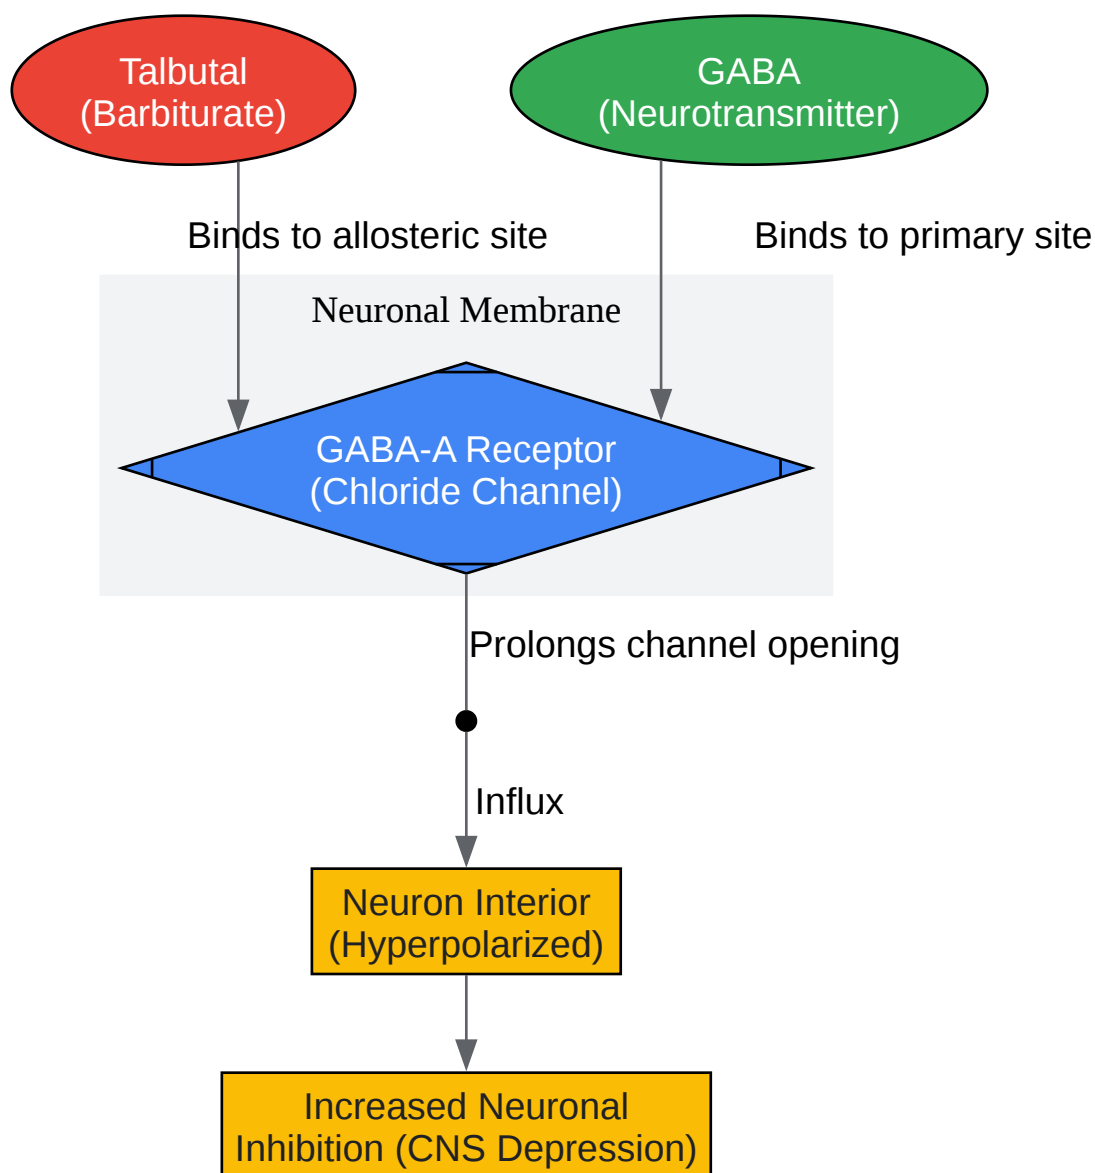 Talbutal
(Barbiturate)
GABA
(Neurotransmitter)
Binds to allosteric site
Binds to primary site
Neuronal Membrane
GABA-A Receptor
(Chloride Channel)
Prolongs channel opening
Influx
Neuron Interior
(Hyperpolarized)
Increased Neuronal
Inhibition (CNS Depression)